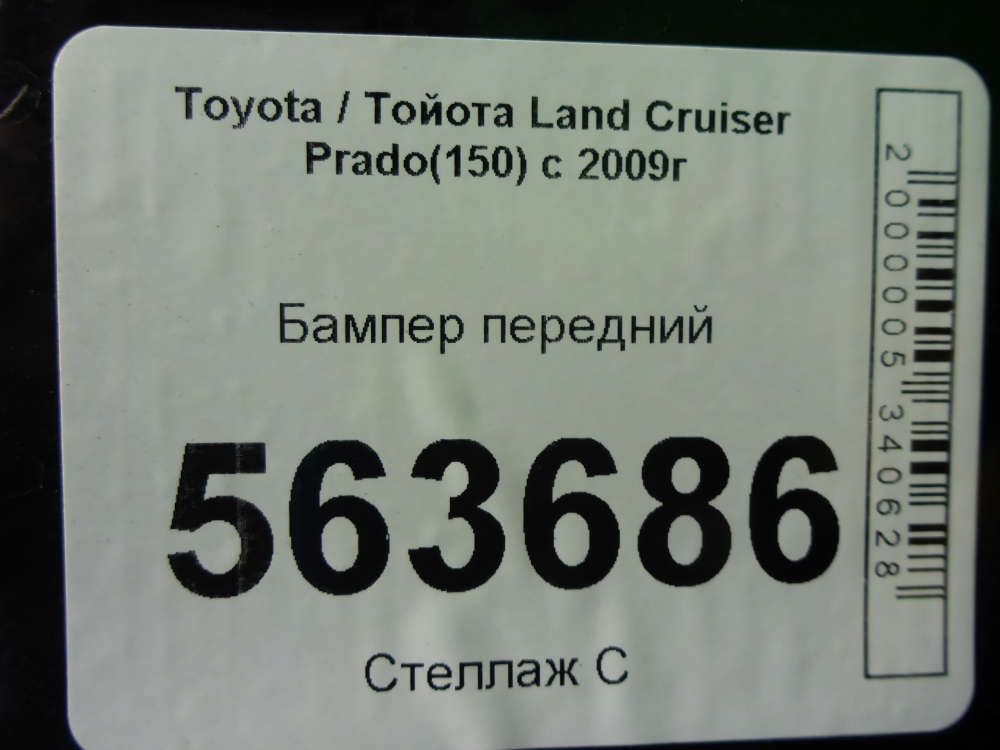 Toyota / Тойота Land Cruiser
Prado(150) с 2009г
Бампер передний
563686
Стеллаж С
2000005340628